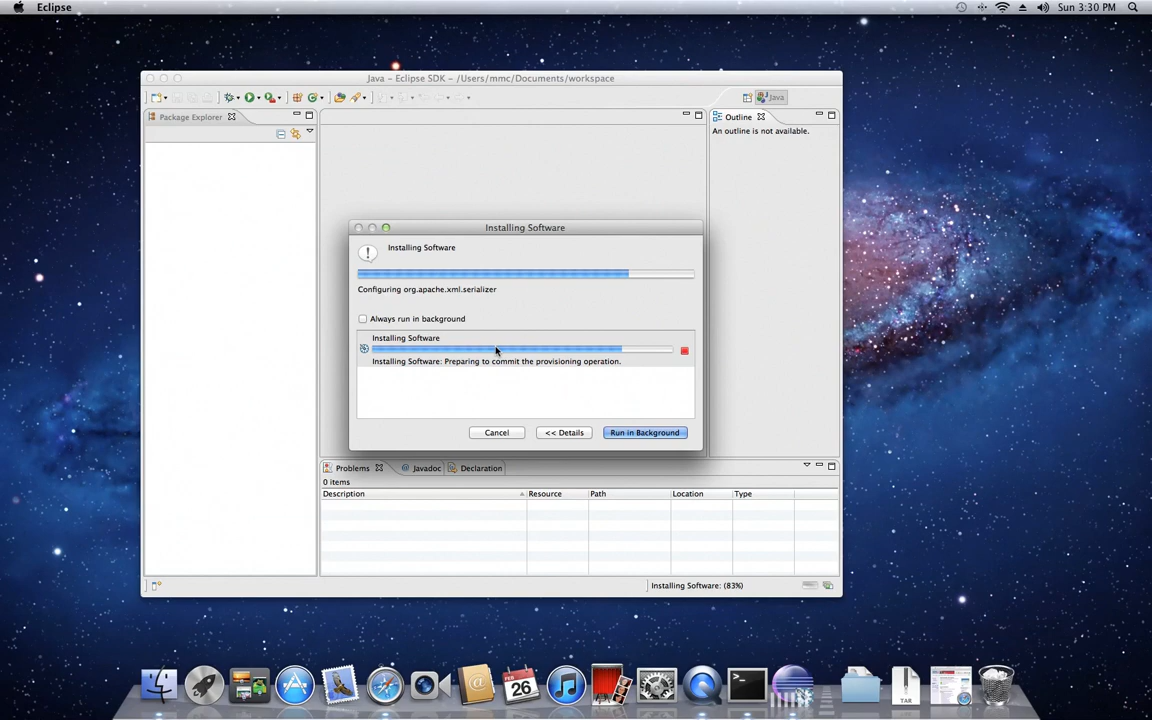 Eclipse
Sun 3:30 PM
Java – Eclipse SDK – /Users/mmc/Documents/workspace
Java
Package Explorer
Outline
An outline is not available.
Installing Software
Installing Software
Configuring org.apache.xml.serializer
Always run in background
Installing Software
Installing Software: Preparing to commit the provisioning operation.
Cancel
<< Details
Run in Background
Problems
Javadoc
Declaration
0 items
Description
Resource
Path
Location
Type
Installing Software: (83%)
FEB
26
>_
TAR